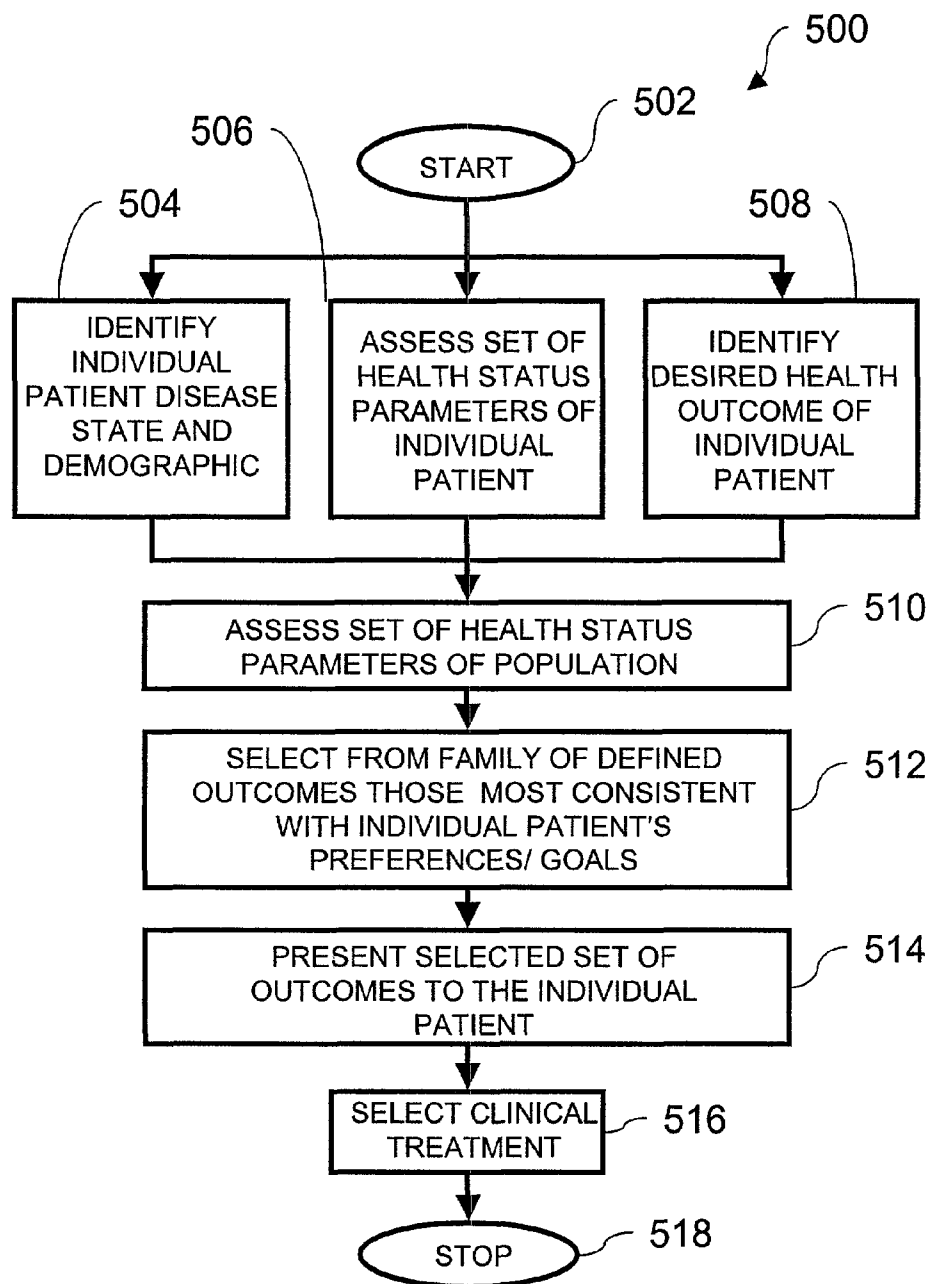 500
502
START
506
504
508
IDENTIFY
INDIVIDUAL
PATIENT DISEASE
STATE AND
DEMOGRAPHIC
ASSESS SET OF
HEALTH STATUS
PARAMETERS OF
INDIVIDUAL
PATIENT
IDENTIFY
DESIRED HEALTH
OUTCOME OF
INDIVIDUAL
PATIENT
510
ASSESS SET OF HEALTH STATUS
PARAMETERS OF POPULATION
512
SELECT FROM FAMILY OF DEFINED
OUTCOMES THOSE MOST CONSISTENT
WITH INDIVIDUAL PATIENT'S
PREFERENCES/ GOALS
514
PRESENT SELECTED SET OF
OUTCOMES TO THE INDIVIDUAL
PATIENT
516
SELECT CLINICAL
TREATMENT
518
STOP